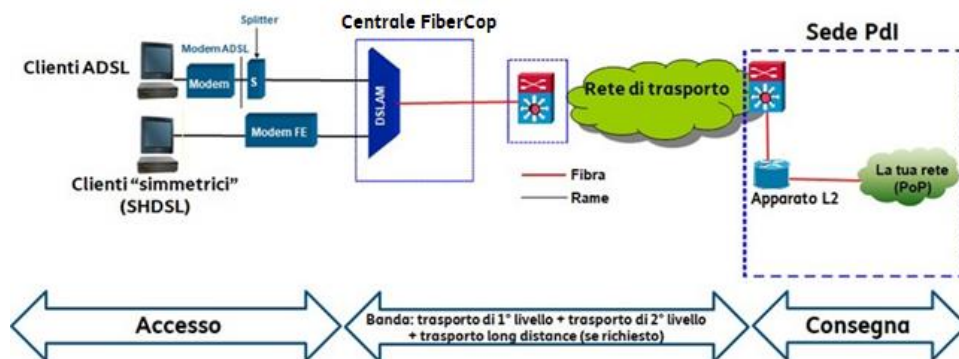 Splitter
Centrale FiberCop
Sede PdI
Modem ADSL
Clienti ADSL
Modem
S
DSLAM
Rete di trasporto
Modem FE
Clienti “simmetrici”
(SHDSL)
Fibra
Rame
Apparato L2
La tua rete
(PoP)
Accesso
Banda: trasporto di 1° livello + trasporto di 2° livello
+ trasporto long distance (se richiesto)
Consegna